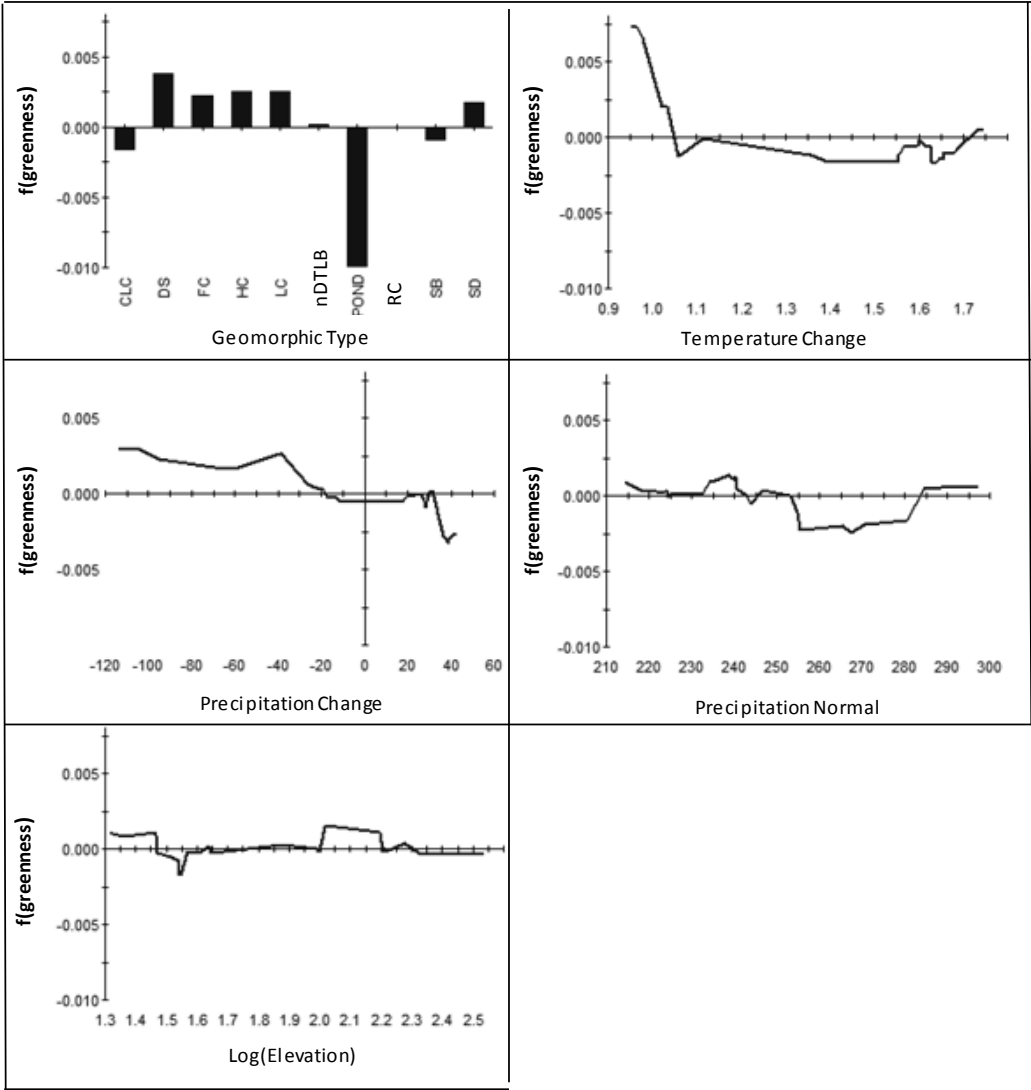 f(greenness)
0.005
0.000
-0.005
-0.010
CLC DS FC HC LC nDTLB POND RC SB SD
Geomorphic Type
f(greenness)
0.005
0.000
-0.005
-0.010
0.9 1.0 1.1 1.2 1.3 1.4 1.5 1.6 1.7
Temperature Change
f(greenness)
0.005
0.000
-0.005
-120 -100 -80 -60 -40 -20 0 20 40 60
Precipitation Change
f(greenness)
0.005
0.000
-0.005
-0.010
210 220 230 240 250 260 270 280 290 300
Precipitation Normal
f(greenness)
0.005
0.000
-0.005
-0.010
1.3 1.4 1.5 1.6 1.7 1.8 1.9 2.0 2.1 2.2 2.3 2.4 2.5
Log(Elevation)